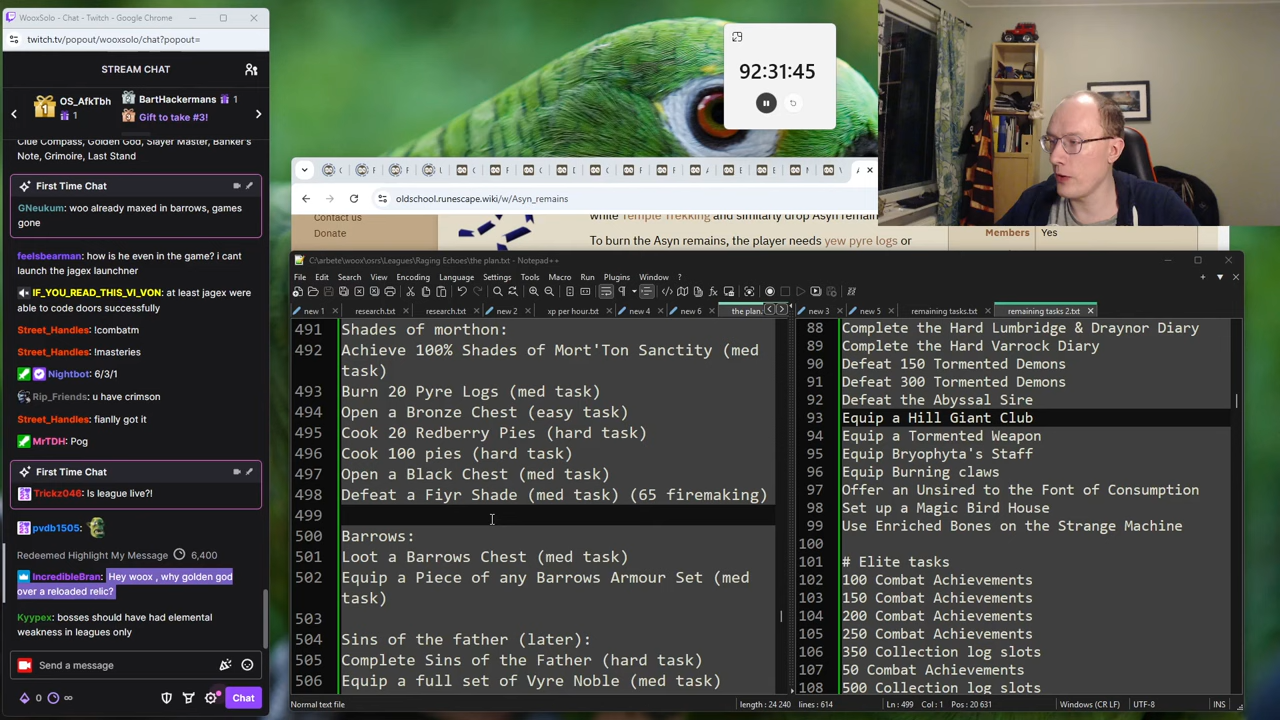 WooxSolo - Chat - Twitch - Google Chrome
twitch.tv/popout/wooxsolo/chat?popout=
STREAM CHAT
1
OS_AfkTbh
1
BartHackermans 1
Gift to take #3!
Clue Compass, Golden God, Slayer Master, Banker's
Note, Grimoire, Last Stand
First Time Chat
GNeukum: woo already maxed in barrows, games
gone
feelsbearman: how is he even in the game? i cant
launch the jagex launchner
IF_YOU_READ_THIS_VI_VON: at least jagex were
able to code doors successfully
Street_Handles: !combatm
Street_Handles: !masteries
Nightbot: 6/3/1
Rip_Friends: u have crimson
Street_Handles: fianlly got it
MrTDH: Pog
First Time Chat
Trickz046: Is league live?!
pvdb1505:
Redeemed Highlight My Message 6,400
IncredibleBran: Hey woox , why golden god
over a reloaded relic?
Kyypex: bosses should have had elemental
weakness in leagues only
Send a message
0 ∞
Chat
92:31:45
oldschool.runescape.wiki/w/Asyn_remains
Contact us
Donate
while Temple Trekking and similarly drop Asyn remain
To burn the Asyn remains, the player needs yew pyre logs or
Members Yes
C:\arbete\woox\osrs\Leagues\Raging Echoes\the plan.txt - Notepad++
File Edit Search View Encoding Language Settings Tools Macro Run Plugins Window ?
new 1 research.txt research.txt new 2 xp per hour.txt new 4 new 6 the plan. new 3 new 5 remaining tasks.txt remaining tasks 2.txt
491 Shades of morthon:
492 Achieve 100% Shades of Mort'Ton Sanctity (med
task)
493 Burn 20 Pyre Logs (med task)
494 Open a Bronze Chest (easy task)
495 Cook 20 Redberry Pies (hard task)
496 Cook 100 pies (hard task)
497 Open a Black Chest (med task)
498 Defeat a Fiyr Shade (med task) (65 firemaking)
499
500 Barrows:
501 Loot a Barrows Chest (med task)
502 Equip a Piece of any Barrows Armour Set (med
task)
503
504 Sins of the father (later):
505 Complete Sins of the Father (hard task)
506 Equip a full set of Vyre Noble (med task)
88 Complete the Hard Lumbridge & Draynor Diary
89 Complete the Hard Varrock Diary
90 Defeat 150 Tormented Demons
91 Defeat 300 Tormented Demons
92 Defeat the Abyssal Sire
93 Equip a Hill Giant Club
94 Equip a Tormented Weapon
95 Equip Bryophyta's Staff
96 Equip Burning claws
97 Offer an Unsired to the Font of Consumption
98 Set up a Magic Bird House
99 Use Enriched Bones on the Strange Machine
100
101 # Elite tasks
102 100 Combat Achievements
103 150 Combat Achievements
104 200 Combat Achievements
105 250 Combat Achievements
106 350 Collection log slots
107 50 Combat Achievements
108 500 Collection log slots
Normal text file length : 24 240 lines : 614 Ln : 499 Col : 1 Pos : 20 631 Windows (CR LF) UTF-8 INS